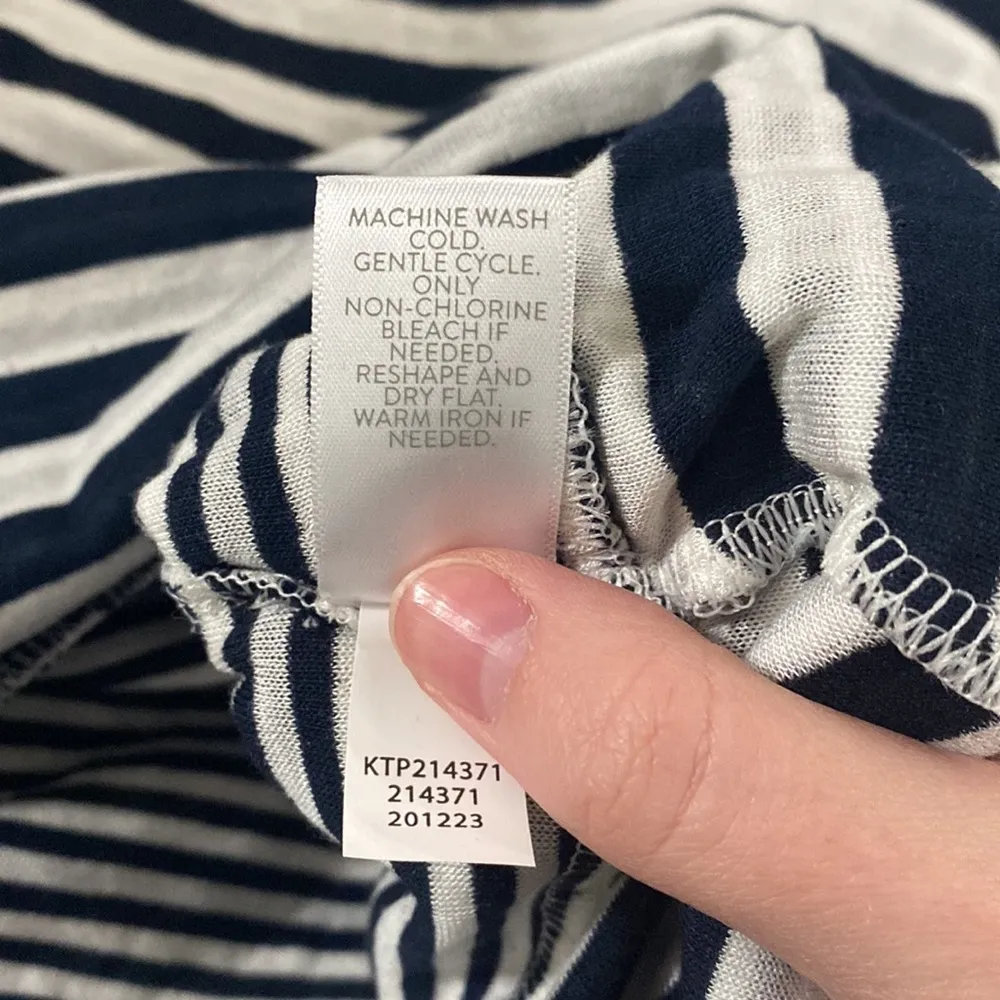 MACHINE WASH
COLD.
GENTLE CYCLE.
ONLY
NON-CHLORINE
BLEACH IF
NEEDED.
RESHAPE AND
DRY FLAT.
WARM IRON IF
NEEDED.
KTP214371
214371
201223